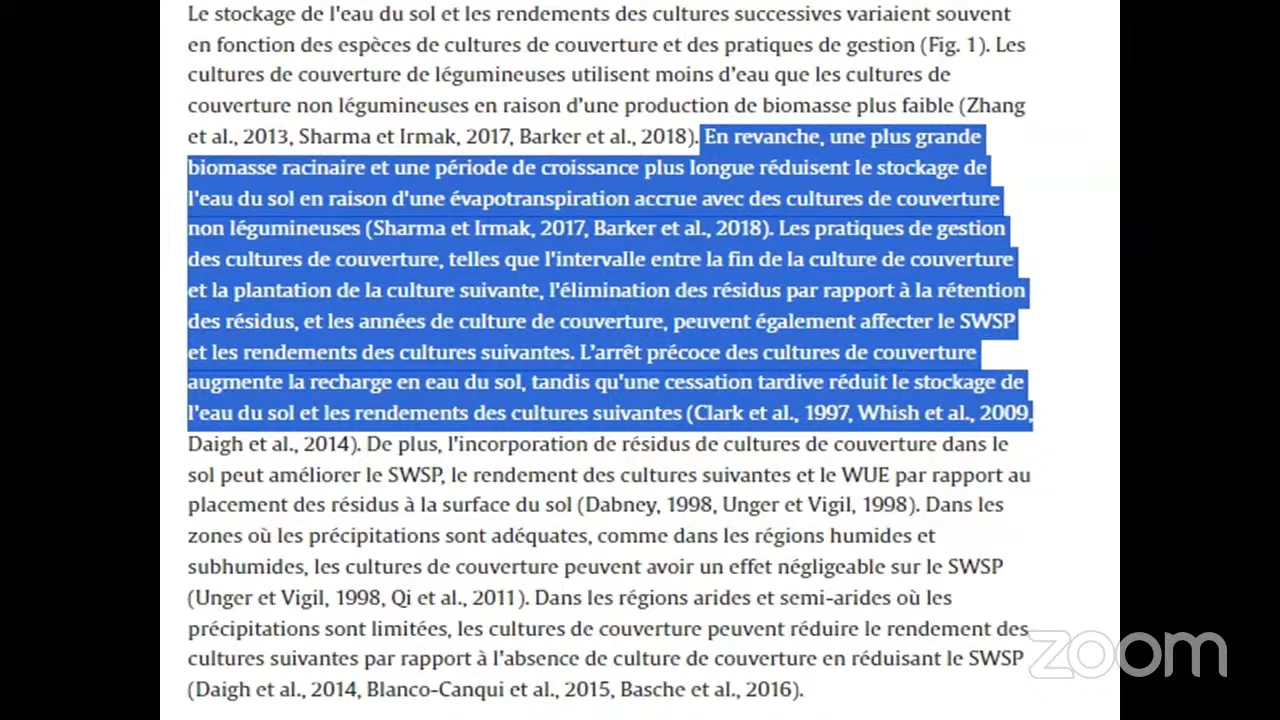 Le stockage de l'eau du sol et les rendements des cultures successives variaient souvent
en fonction des espèces de cultures de couverture et des pratiques de gestion (Fig. 1). Les
cultures de couverture de légumineuses utilisent moins d'eau que les cultures de
couverture non légumineuses en raison d'une production de biomasse plus faible (Zhang
et al., 2013, Sharma et Irmak, 2017, Barker et al., 2018). En revanche, une plus grande
biomasse racinaire et une période de croissance plus longue réduisent le stockage de
l'eau du sol en raison d'une évapotranspiration accrue avec des cultures de couverture
non légumineuses (Sharma et Irmak, 2017, Barker et al., 2018). Les pratiques de gestion
des cultures de couverture, telles que l'intervalle entre la fin de la culture de couverture
et la plantation de la culture suivante, l'élimination des résidus par rapport à la rétention
des résidus, et les années de culture de couverture, peuvent également affecter le SWSP
et les rendements des cultures suivantes. L'arrêt précoce des cultures de couverture
augmente la recharge en eau du sol, tandis qu'une cessation tardive réduit le stockage de
l'eau du sol et les rendements des cultures suivantes (Clark et al., 1997, Whish et al., 2009,
Daigh et al., 2014). De plus, l'incorporation de résidus de cultures de couverture dans le
sol peut améliorer le SWSP, le rendement des cultures suivantes et le WUE par rapport au
placement des résidus à la surface du sol (Dabney, 1998, Unger et Vigil, 1998). Dans les
zones où les précipitations sont adéquates, comme dans les régions humides et
subhumides, les cultures de couverture peuvent avoir un effet négligeable sur le SWSP
(Unger et Vigil, 1998, Qi et al., 2011). Dans les régions arides et semi-arides où les
précipitations sont limitées, les cultures de couverture peuvent réduire le rendement des
cultures suivantes par rapport à l'absence de culture de couverture en réduisant le SWSP
(Daigh et al., 2014, Blanco-Canqui et al., 2015, Basche et al., 2016).
zoom